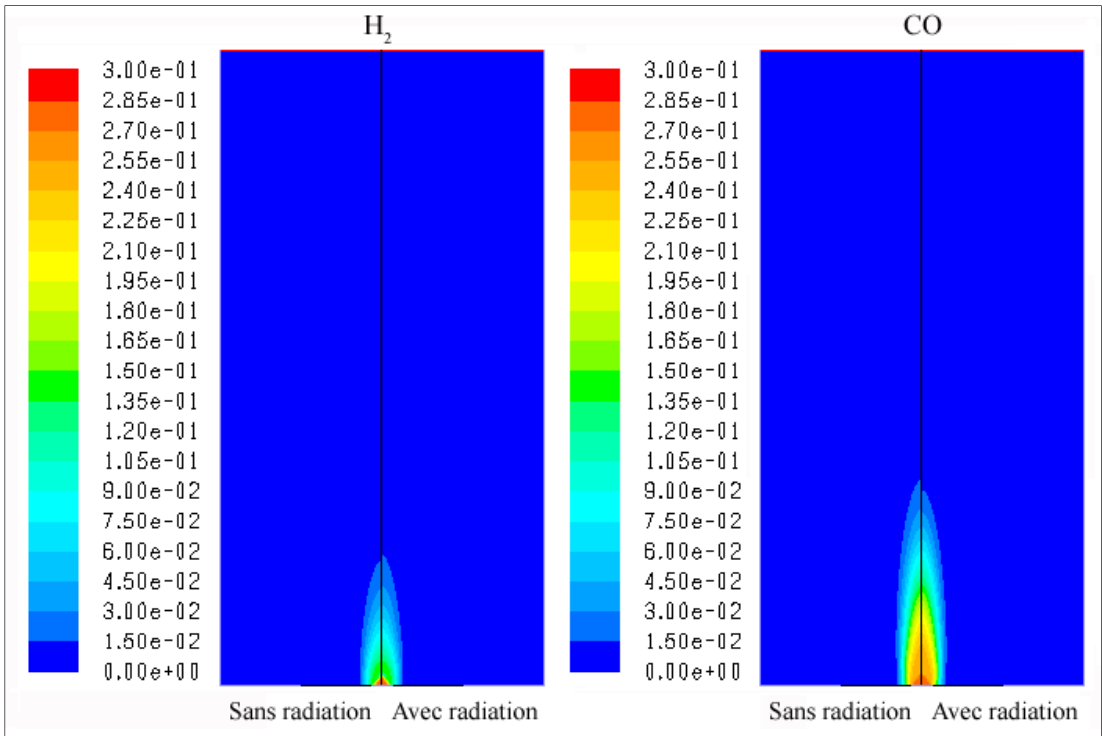 H₂
CO
3.00e-01
2.85e-01
2.70e-01
2.55e-01
2.40e-01
2.25e-01
2.10e-01
1.95e-01
1.80e-01
1.65e-01
1.50e-01
1.35e-01
1.20e-01
1.05e-01
9.00e-02
7.50e-02
6.00e-02
4.50e-02
3.00e-02
1.50e-02
0.00e+00
3.00e-01
2.85e-01
2.70e-01
2.55e-01
2.40e-01
2.25e-01
2.10e-01
1.95e-01
1.80e-01
1.65e-01
1.50e-01
1.35e-01
1.20e-01
1.05e-01
9.00e-02
7.50e-02
6.00e-02
4.50e-02
3.00e-02
1.50e-02
0.00e+00
Sans radiation Avec radiation
Sans radiation Avec radiation